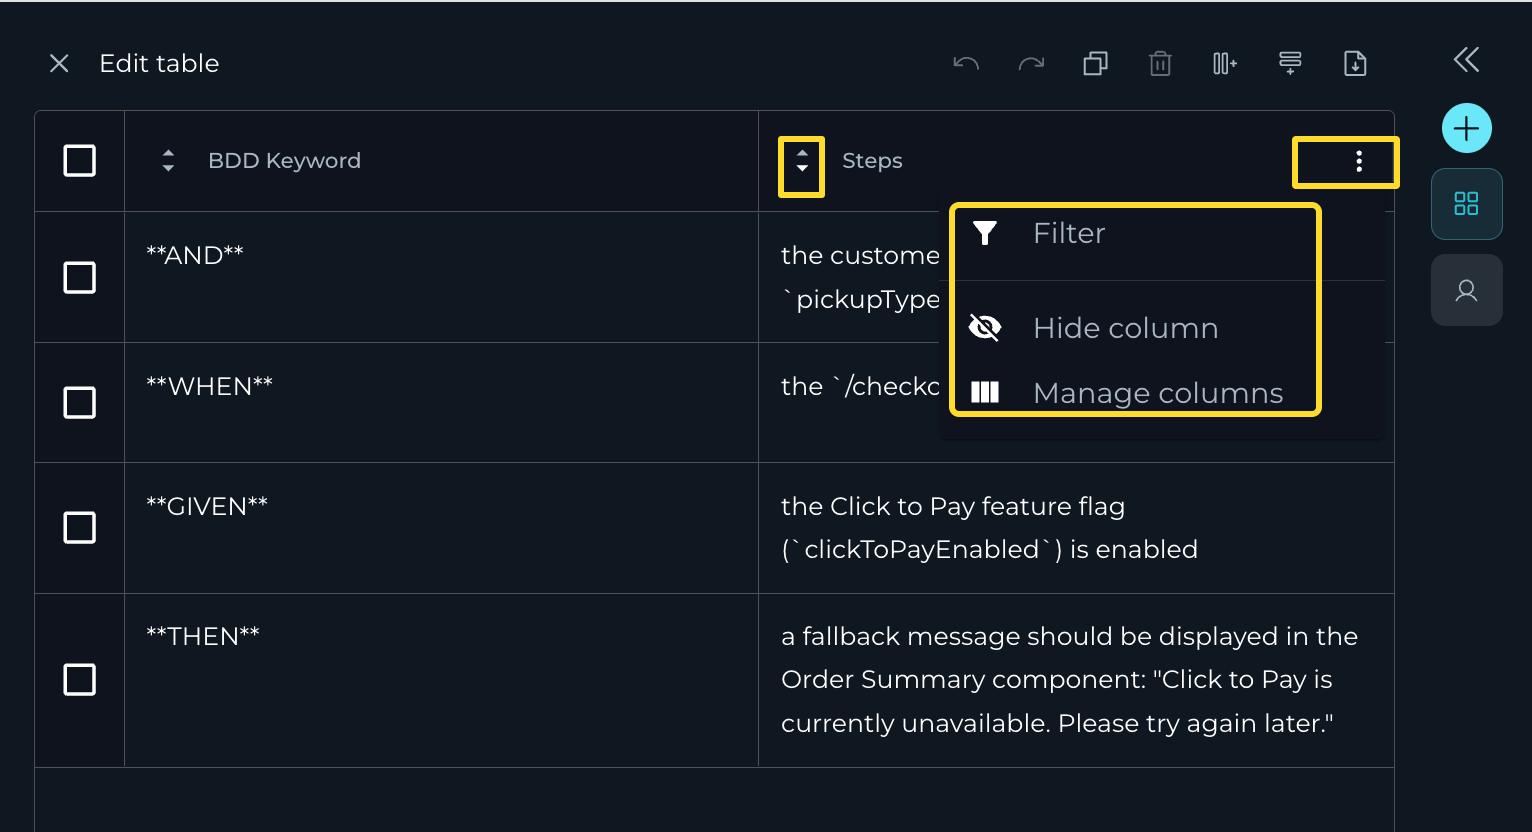 Edit table
BDD Keyword
Steps
**AND**
the custome
`pickupType
Filter
Hide column
Manage columns
**WHEN**
the `/checko
**GIVEN**
the Click to Pay feature flag
(`clickToPayEnabled`) is enabled
**THEN**
a fallback message should be displayed in the
Order Summary component: "Click to Pay is
currently unavailable. Please try again later."